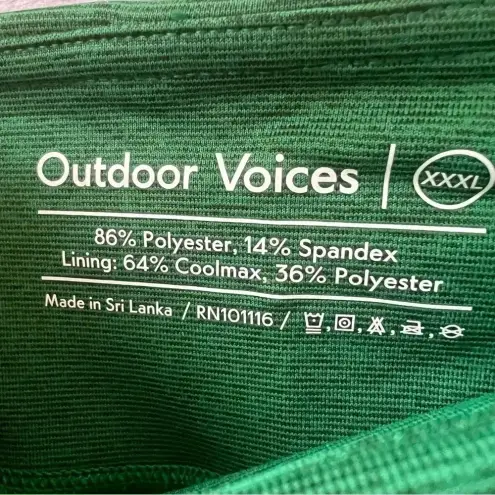 Outdoor Voices | XXXL
86% Polyester, 14% Spandex
Lining: 64% Coolmax, 36% Polyester
Made in Sri Lanka / RN101116 /